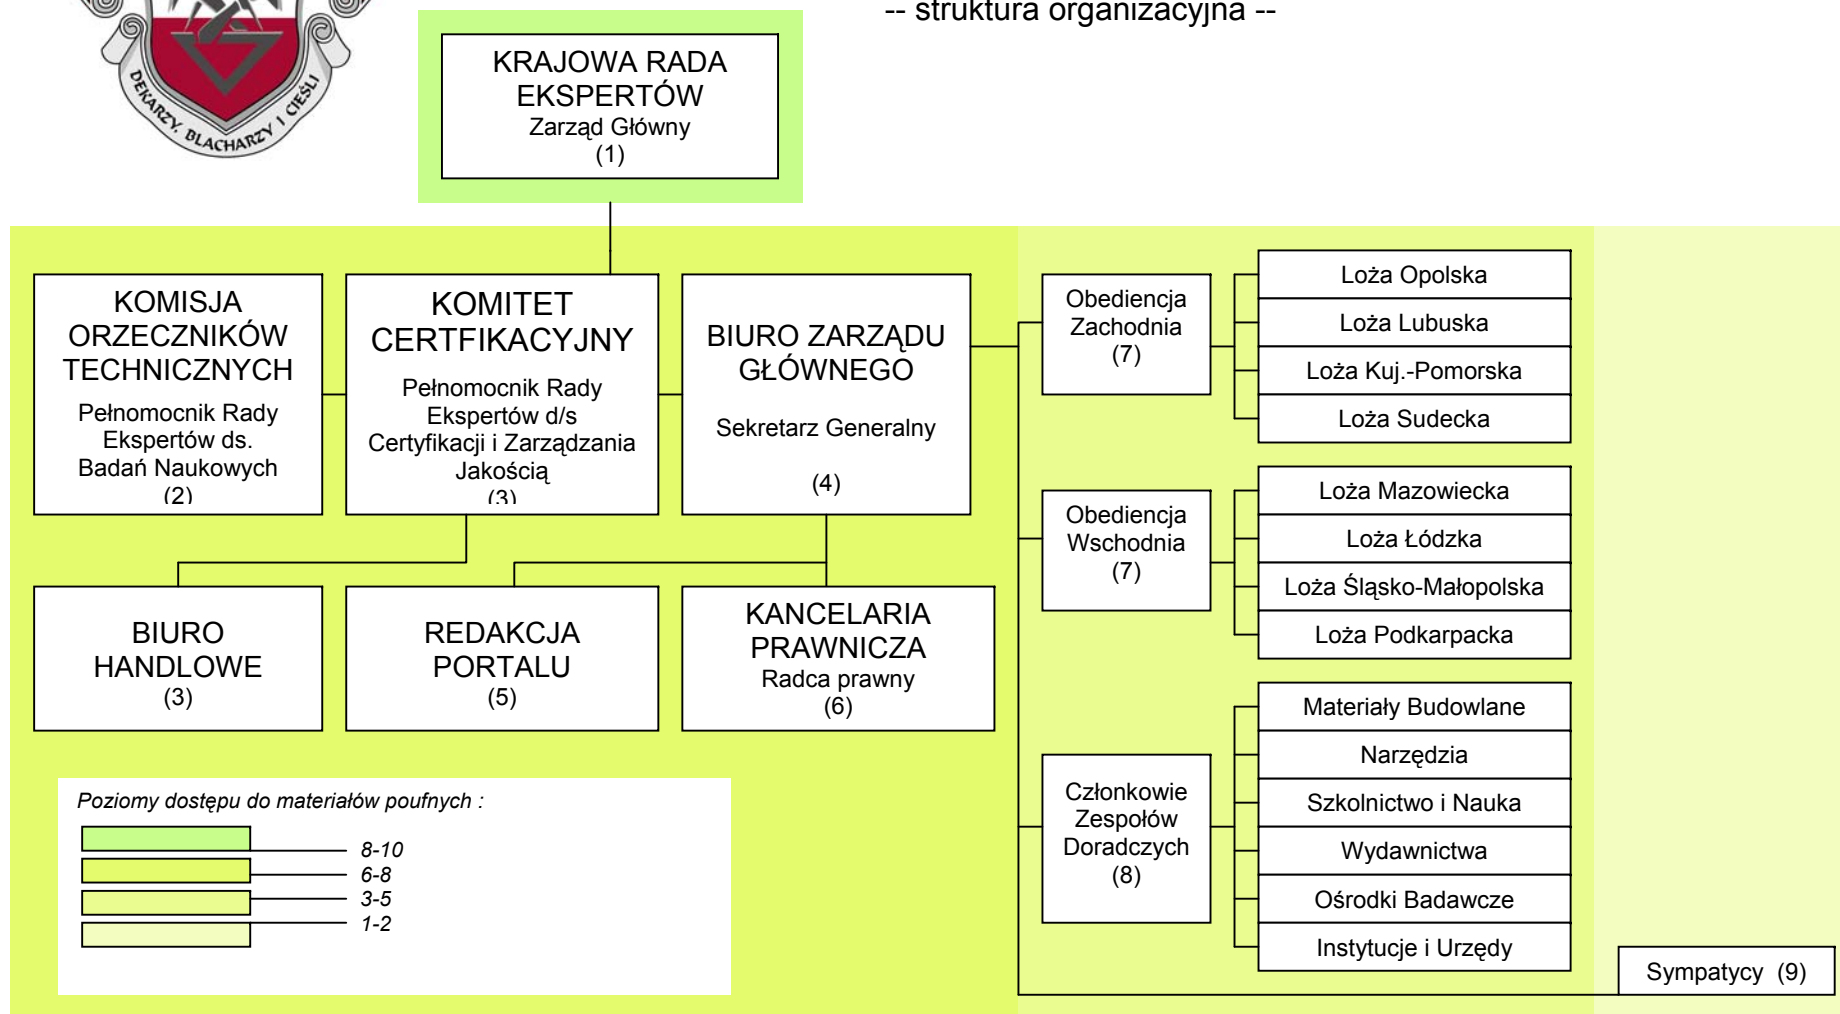 -- struktura organizacyjna --
DEKARZY, BLACHARZY I CIEŚLI
KRAJOWA RADA
EKSPERTÓW
Zarząd Główny
(1)
KOMISJA
ORZECZNIKÓW
TECHNICZNYCH
Pełnomocnik Rady
Ekspertów ds.
Badań Naukowych
(2)
KOMITET
CERTFIKACYJNY
Pełnomocnik Rady
Ekspertów d/s
Certyfikacji i Zarządzania
Jakością
(3)
BIURO ZARZĄDU
GŁÓWNEGO
Sekretarz Generalny
(4)
BIURO
HANDLOWE
(3)
REDAKCJA
PORTALU
(5)
KANCELARIA
PRAWNICZA
Radca prawny
(6)
Obediencja
Zachodnia
(7)
Loża Opolska
Loża Lubuska
Loża Kuj.-Pomorska
Loża Sudecka
Obediencja
Wschodnia
(7)
Loża Mazowiecka
Loża Łódzka
Loża Śląsko-Małopolska
Loża Podkarpacka
Członkowie
Zespołów
Doradczych
(8)
Materiały Budowlane
Narzędzia
Szkolnictwo i Nauka
Wydawnictwa
Ośrodki Badawcze
Instytucje i Urzędy
Sympatycy (9)
Poziomy dostępu do materiałów poufnych :
8-10
6-8
3-5
1-2